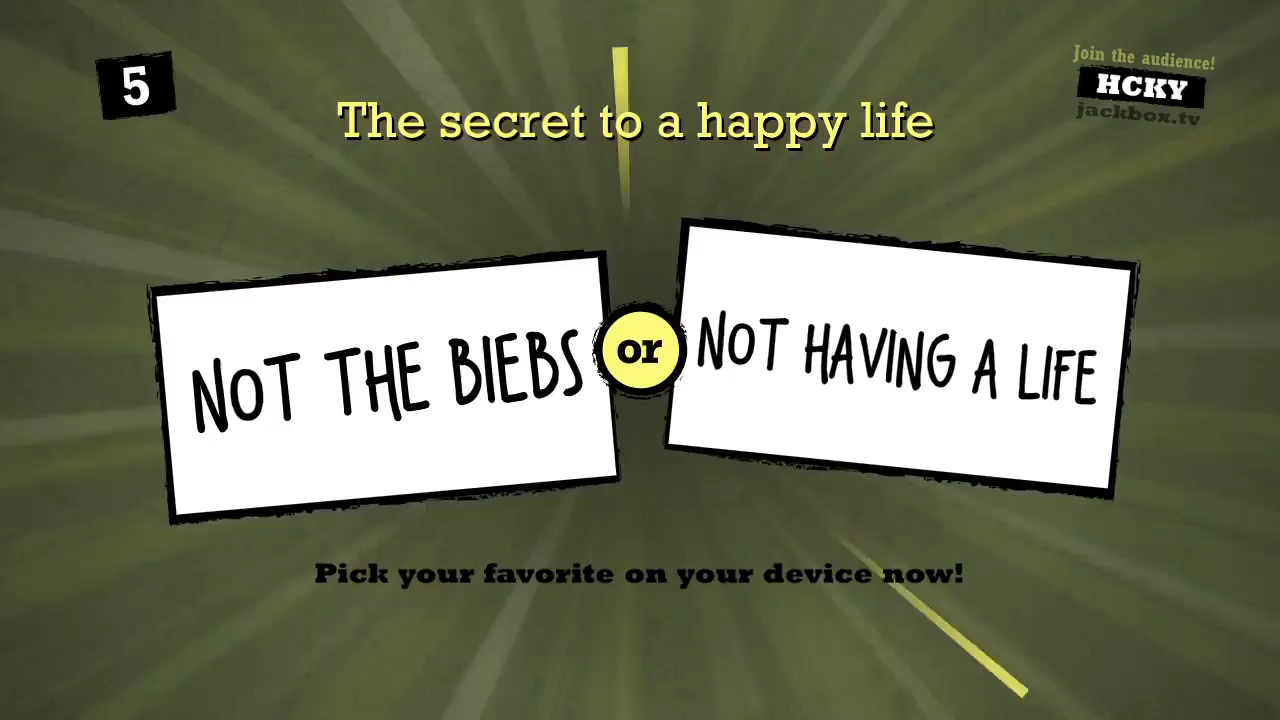 5
Join the audience!
HCKY
jackbox.tv
The secret to a happy life
NOT THE BIEBS
or
NOT HAVING A LIFE
Pick your favorite on your device now!